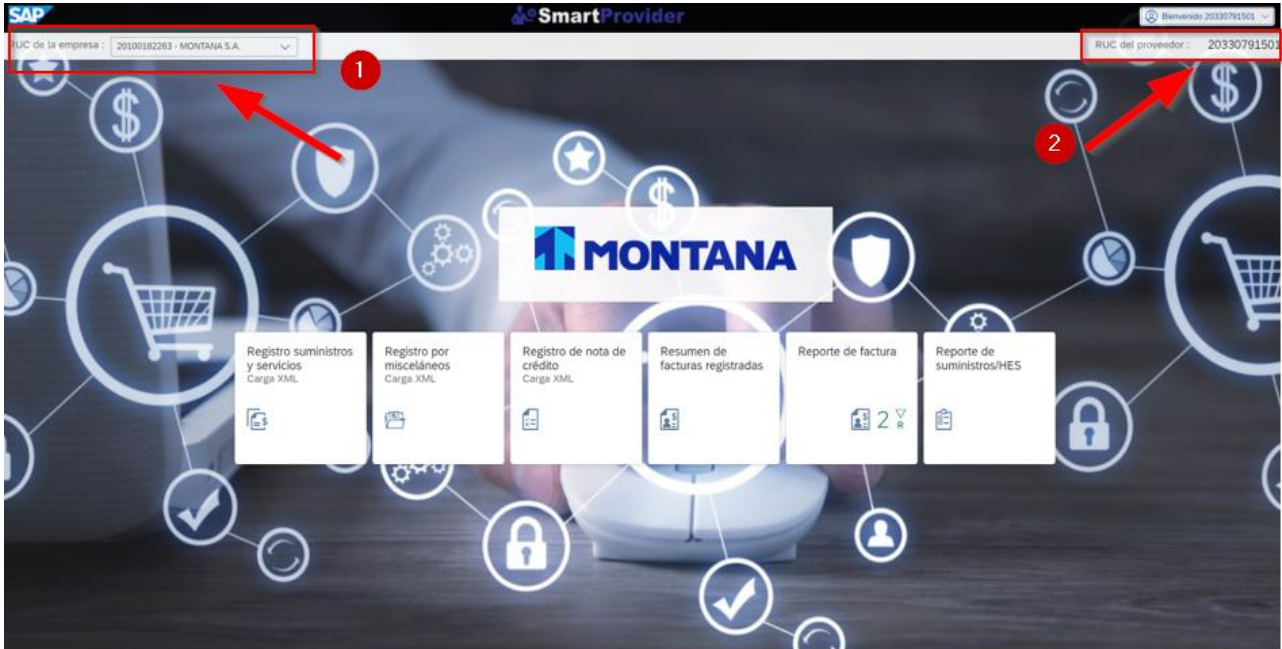 SAP
SmartProvider
Bienvenido 20330791501
RUC de la empresa : 20100182263 - MONTANA S.A.
RUC del proveedor : 20330791501
1
2
MONTANA
Registro suministros
y servicios
Carga XML
Registro por
misceláneos
Carga XML
Registro de nota de
crédito
Carga XML
Resumen de
facturas registradas
Reporte de factura
2
R
Reporte de
suministros/HES